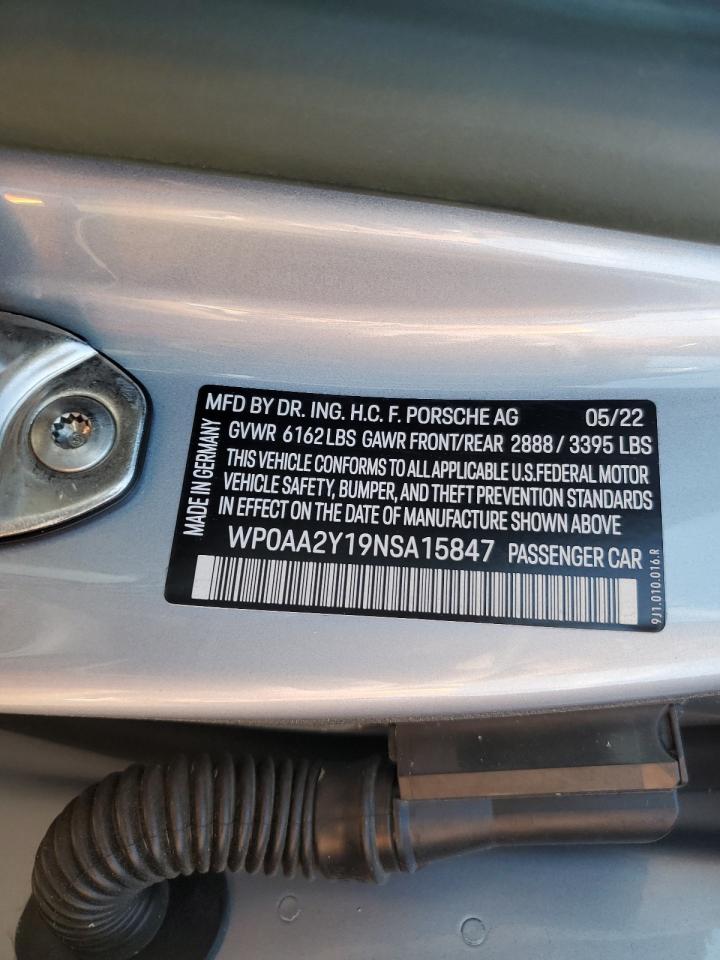 MFD BY DR. ING. H.C. F. PORSCHE AG 05/22
GVWR 6162 LBS GAWR FRONT/REAR 2888 / 3395 LBS
THIS VEHICLE CONFORMS TO ALL APPLICABLE U.S.FEDERAL MOTOR
VEHICLE SAFETY, BUMPER, AND THEFT PREVENTION STANDARDS
IN EFFECT ON THE DATE OF MANUFACTURE SHOWN ABOVE
WP0AA2Y19NSA15847 PASSENGER CAR
MADE IN GERMANY
9J1.010.016.R